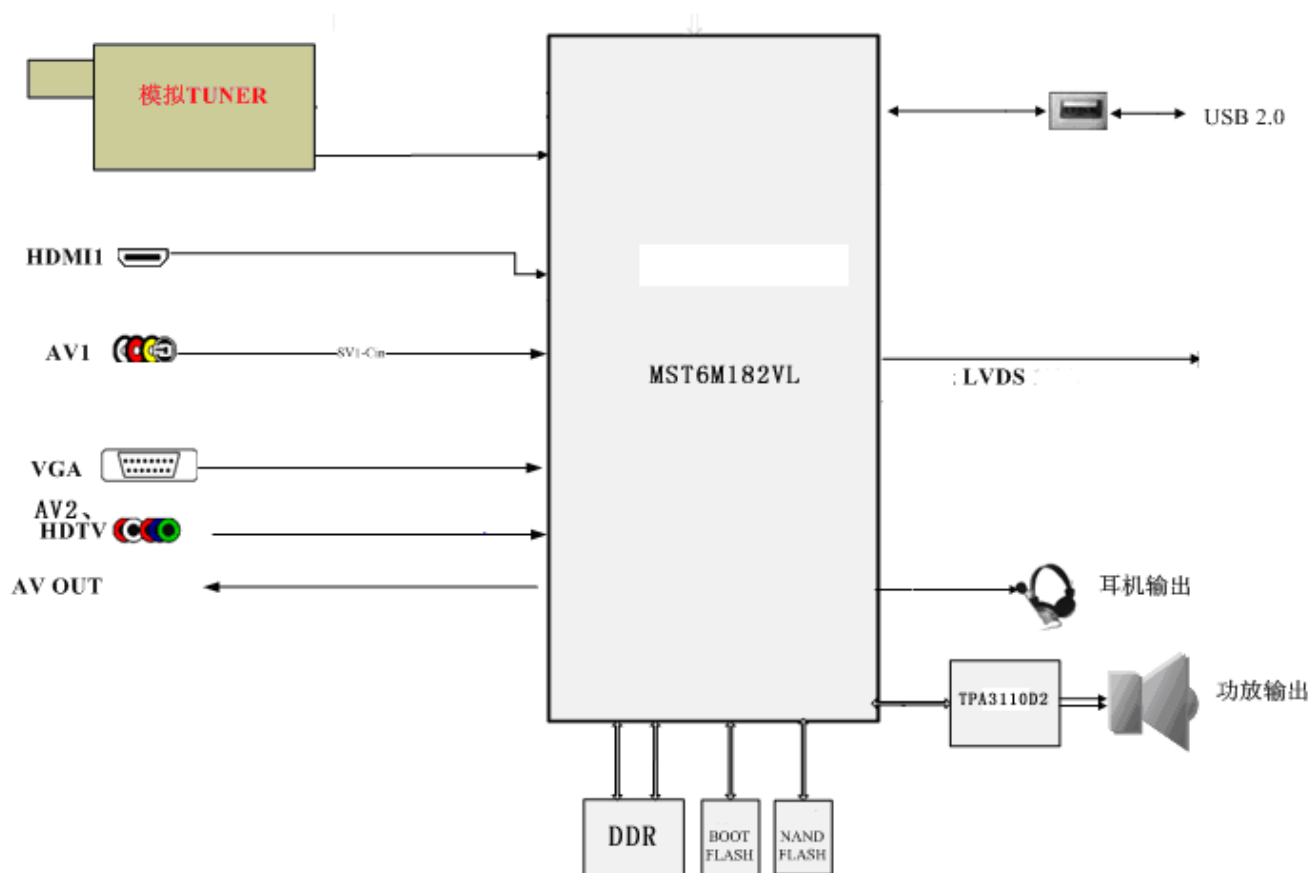 模拟TUNER
USB 2.0
HDMI1
AV1
SV1-Cin
MST6M182VL
LVDS
VGA
AV2、
HDTV
AV OUT
耳机输出
TPA3110D2
功放输出
DDR
BOOT
FLASH
NAND
FLASH